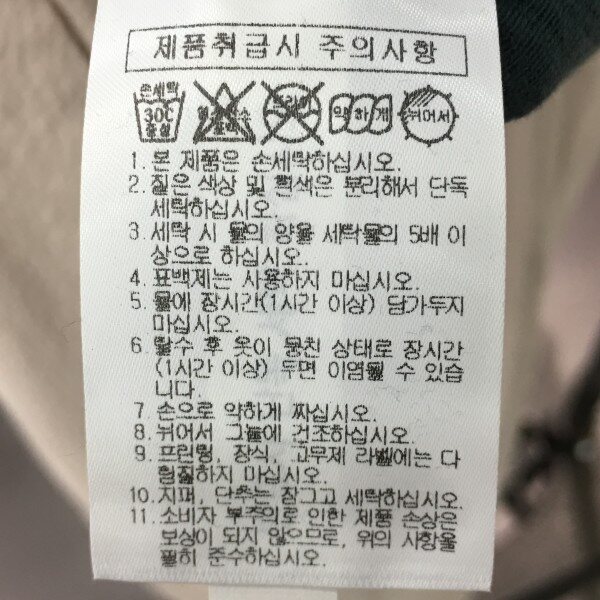 제품취급시 주의사항
손세탁
30℃
중성
염소
표백
드라이
약하게
뉘어서
1. 본 제품은 손세탁하십시오.
2. 짙은 색상 및 흰색은 분리해서 단독
세탁하십시오.
3. 세탁 시 물의 양을 세탁물의 5배 이
상으로 하십시오.
4. 표백제는 사용하지 마십시오.
5. 물에 장시간(1시간 이상) 담가두지
마십시오.
6. 탈수 후 옷이 뭉친 상태로 장시간
(1시간 이상) 두면 이염될 수 있습
니다.
7. 손으로 약하게 짜십시오.
8. 뉘어서 그늘에 건조하십시오.
9. 프린팅, 장식, 고무제 라벨에는 다
림질하지 마십시오.
10. 지퍼, 단추는 잠그고 세탁하십시오.
11. 소비자 부주의로 인한 제품 손상은
보상이 되지 않으므로, 위의 사항을
필히 준수하십시오.